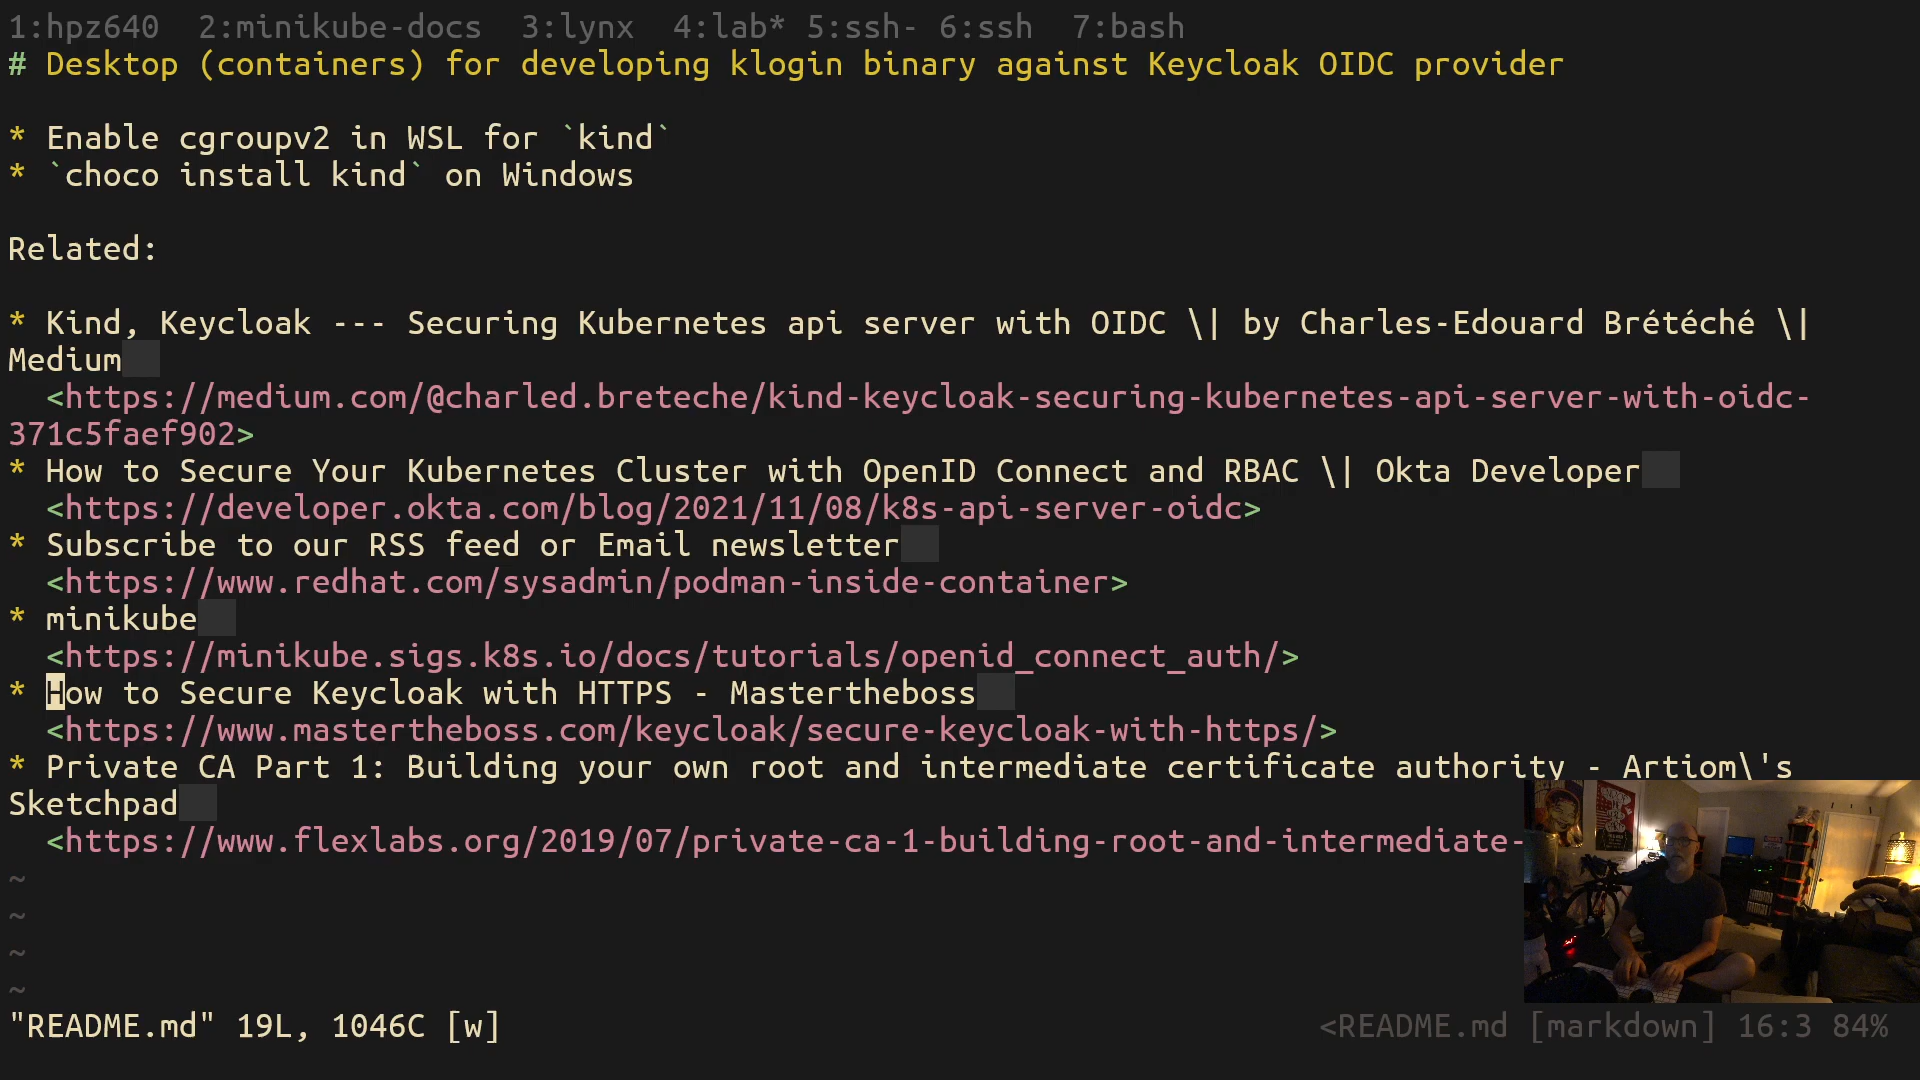 1:hpz640  2:minikube-docs  3:lynx  4:lab* 5:ssh- 6:ssh  7:bash
# Desktop (containers) for developing klogin binary against Keycloak OIDC provider
* Enable cgroupv2 in WSL for `kind`
* `choco install kind` on Windows
Related:
* Kind, Keycloak --- Securing Kubernetes api server with OIDC \| by Charles-Edouard Brétéché \|
Medium
  <https://medium.com/@charled.breteche/kind-keycloak-securing-kubernetes-api-server-with-oidc-
371c5faef902>
* How to Secure Your Kubernetes Cluster with OpenID Connect and RBAC \| Okta Developer
  <https://developer.okta.com/blog/2021/11/08/k8s-api-server-oidc>
* Subscribe to our RSS feed or Email newsletter
  <https://www.redhat.com/sysadmin/podman-inside-container>
* minikube
  <https://minikube.sigs.k8s.io/docs/tutorials/openid_connect_auth/>
* How to Secure Keycloak with HTTPS - Mastertheboss
  <https://www.mastertheboss.com/keycloak/secure-keycloak-with-https/>
* Private CA Part 1: Building your own root and intermediate certificate authority - Artiom\'s
Sketchpad
  <https://www.flexlabs.org/2019/07/private-ca-1-building-root-and-intermediate-
~
~
~
~
"README.md" 19L, 1046C [w]
<README.md [markdown] 16:3 84%